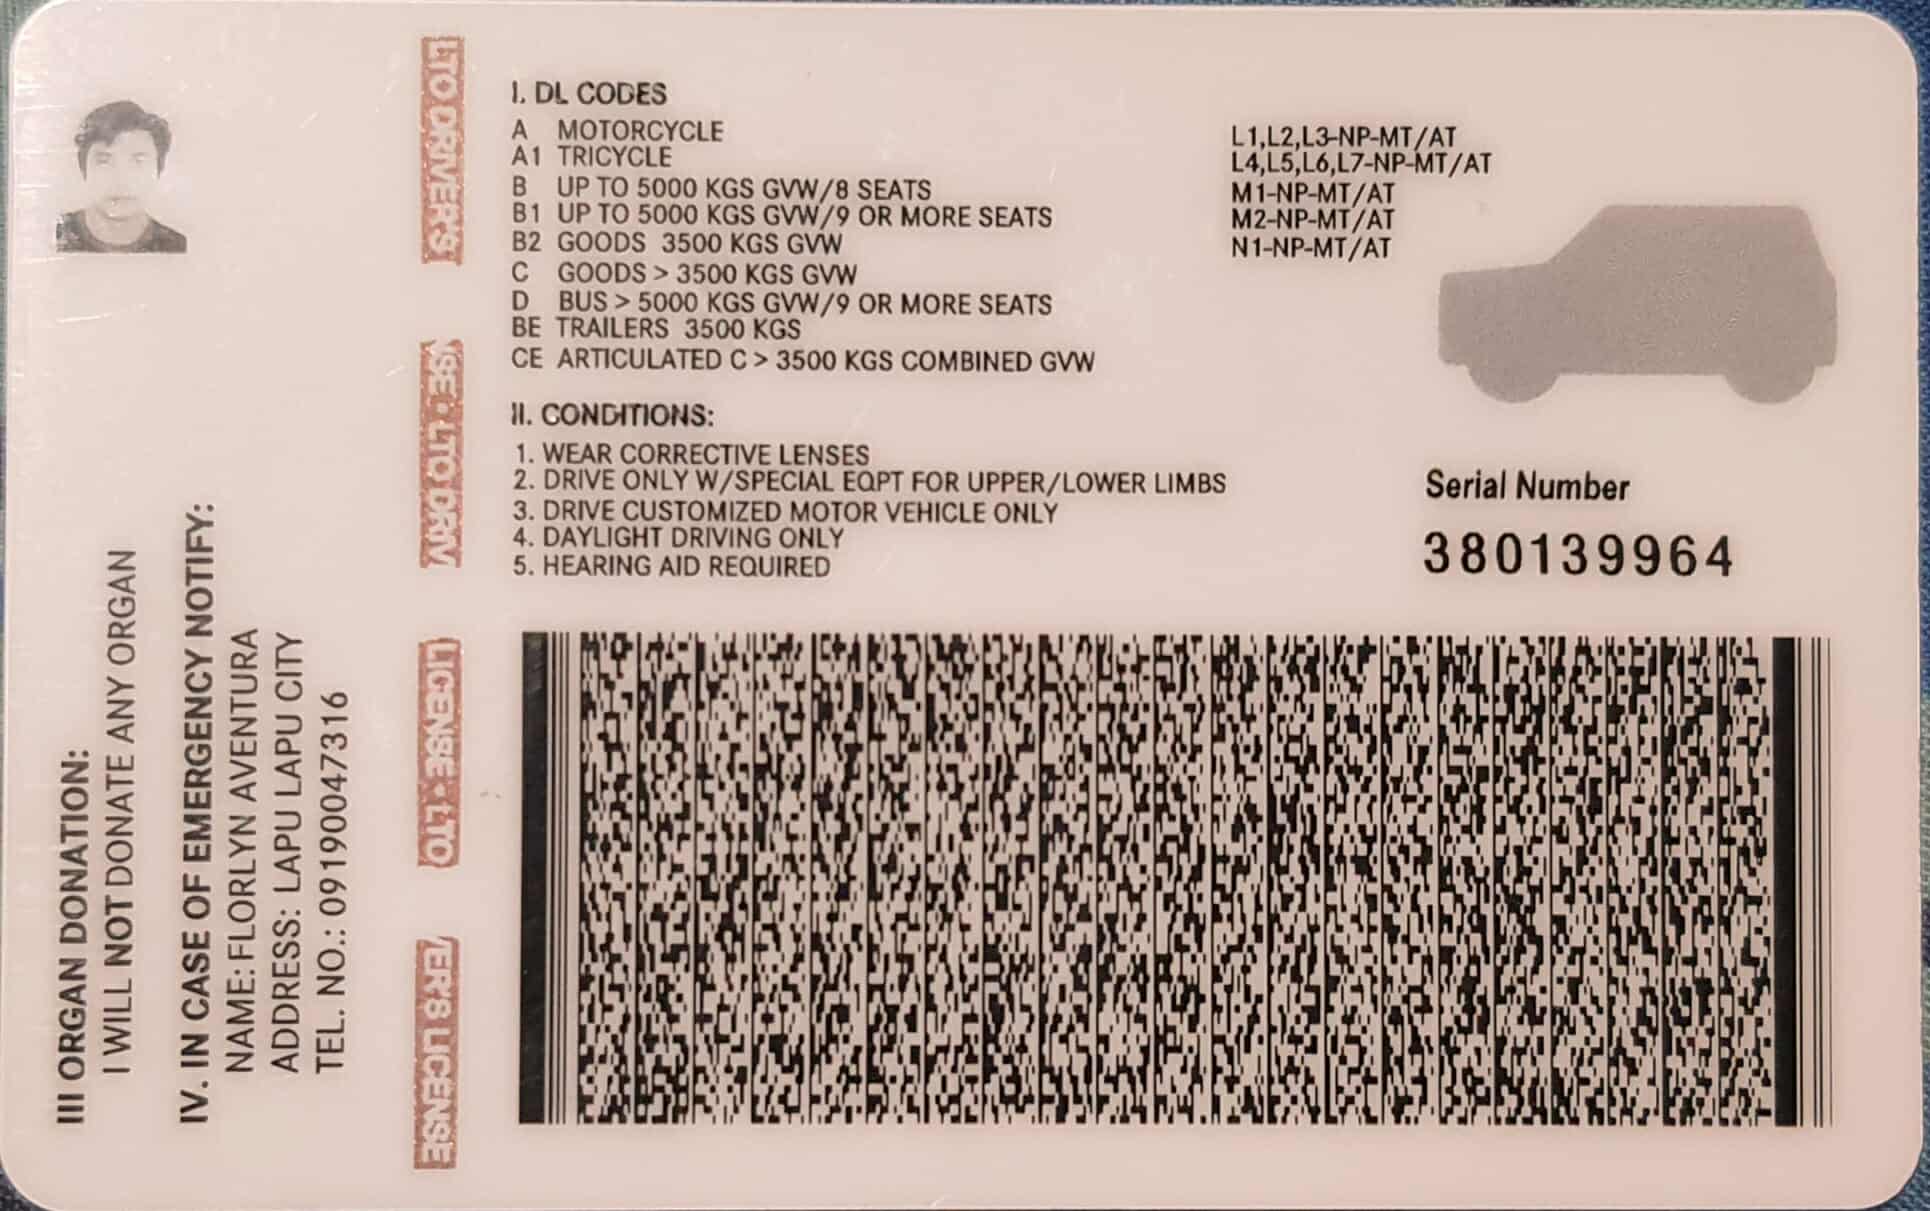 I. DL CODES
A MOTORCYCLE L1,L2,L3-NP-MT/AT
A1 TRICYCLE L4,L5,L6,L7-NP-MT/AT
B UP TO 5000 KGS GVW/8 SEATS M1-NP-MT/AT
B1 UP TO 5000 KGS GVW/9 OR MORE SEATS M2-NP-MT/AT
B2 GOODS 3500 KGS GVW N1-NP-MT/AT
C GOODS > 3500 KGS GVW
D BUS > 5000 KGS GVW/9 OR MORE SEATS
BE TRAILERS 3500 KGS
CE ARTICULATED C > 3500 KGS COMBINED GVW
II. CONDITIONS:
1. WEAR CORRECTIVE LENSES
2. DRIVE ONLY W/SPECIAL EQPT FOR UPPER/LOWER LIMBS
3. DRIVE CUSTOMIZED MOTOR VEHICLE ONLY
4. DAYLIGHT DRIVING ONLY
5. HEARING AID REQUIRED
Serial Number
380139964
III ORGAN DONATION:
I WILL NOT DONATE ANY ORGAN
IV. IN CASE OF EMERGENCY NOTIFY:
NAME: FLORLYN AVENTURA
ADDRESS: LAPU LAPU CITY
TEL. NO.: 09190047316
LTO DRIVER'S
NSE • LTO DRIV
LICENSE • LTO
VER'S LICENSE